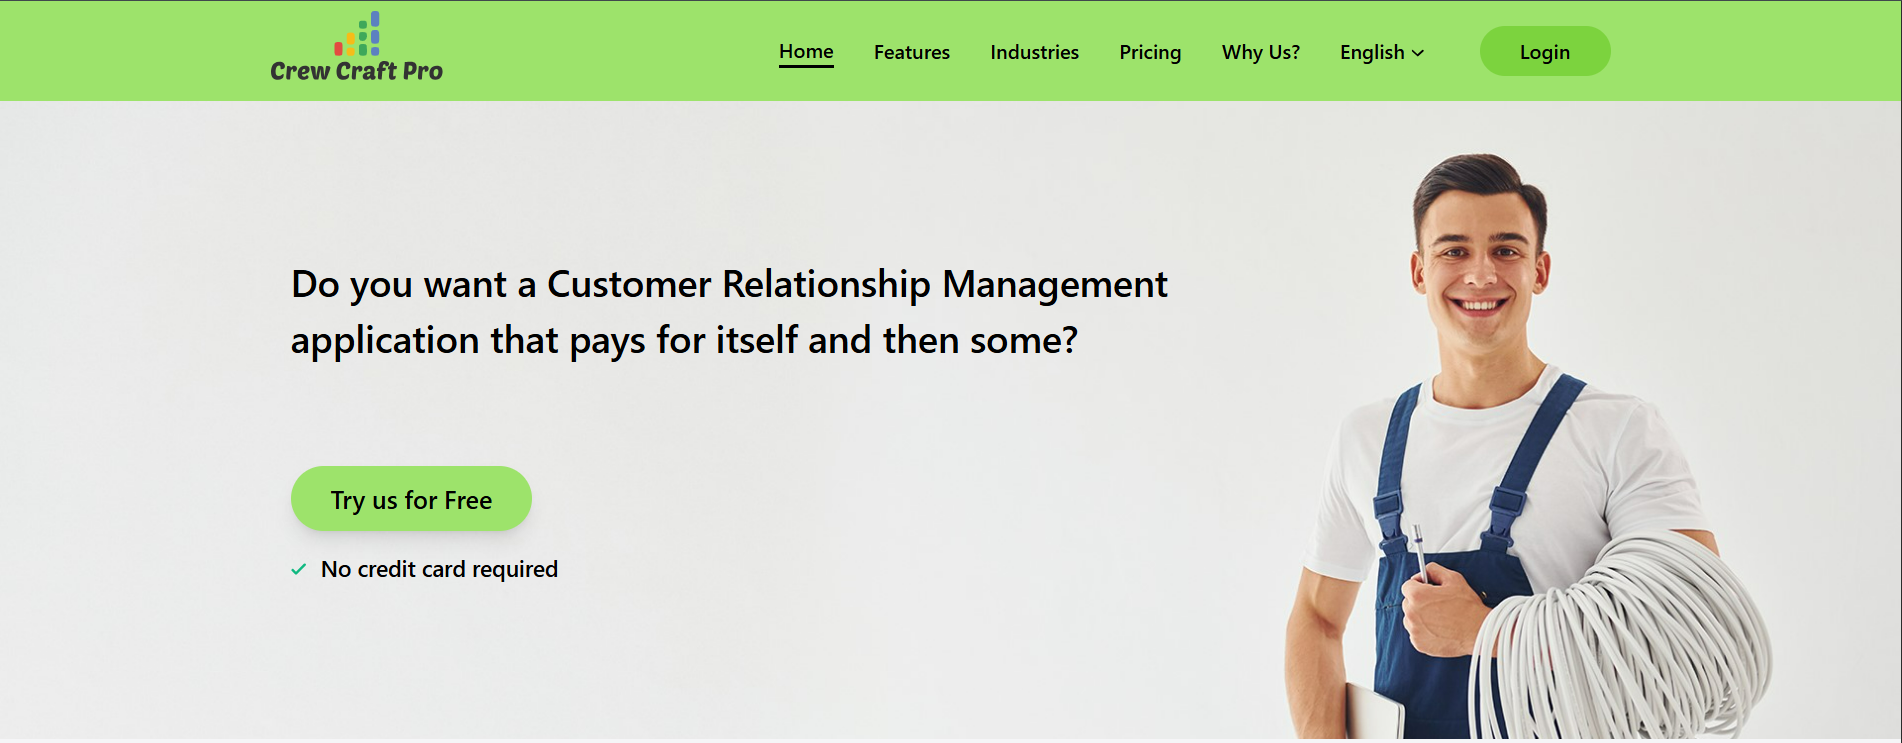 Crew Craft Pro
Home
Features
Industries
Pricing
Why Us?
English
Login
Do you want a Customer Relationship Management
application that pays for itself and then some?
Try us for Free
No credit card required